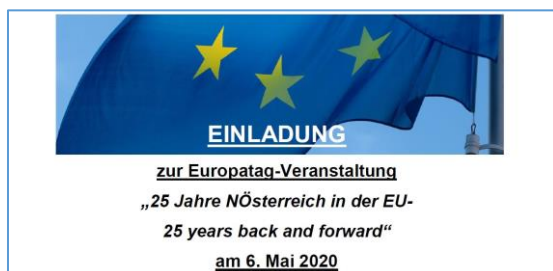 EINLADUNG
zur Europatag-Veranstaltung
„25 Jahre NÖsterreich in der EU-
25 years back and forward“
am 6. Mai 2020